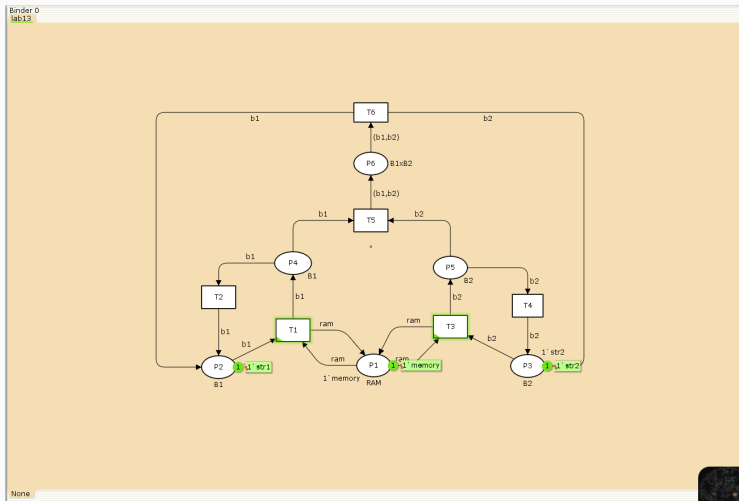 Binder 0
lab13
T6
b1
b2
(b1,b2)
P6
B1xB2
(b1,b2)
b1
T5
b2
b1
P4
B1
P5
B2
b2
T2
b1
b2
T4
ram
ram
b1
T1
T3
b2
b1
b2
ram
ram
1`str2
P2
1
1`str1
P1
1
1`memory
P3
1
1`str2
1`memory
B1
RAM
B2
None